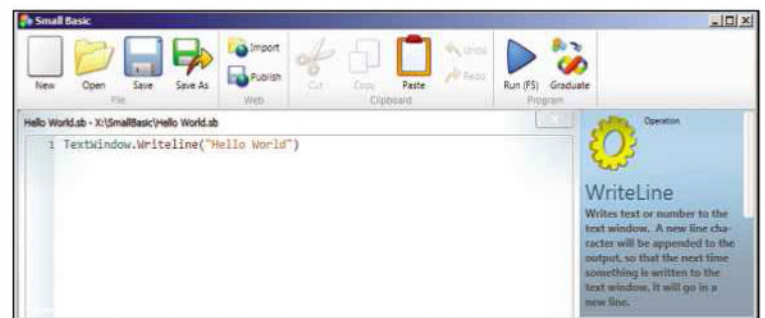 Small Basic
New
Open
Save
Save As
Import
Publish
Cut
Copy
Paste
Undo
Redo
Run (F5)
Graduate
File
Web
Clipboard
Program
Hello World.sb - X:\SmallBasic\Hello World.sb
1 TextWindow.Writeline("Hello World")
Operation
WriteLine
Writes text or number to the
text window. A new line cha-
racter will be appended to the
output, so that the next time
something is written to the
text window, it will go in a
new line.